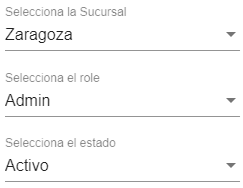 Selecciona la Sucursal
Zaragoza
Selecciona el role
Admin
Selecciona el estado
Activo